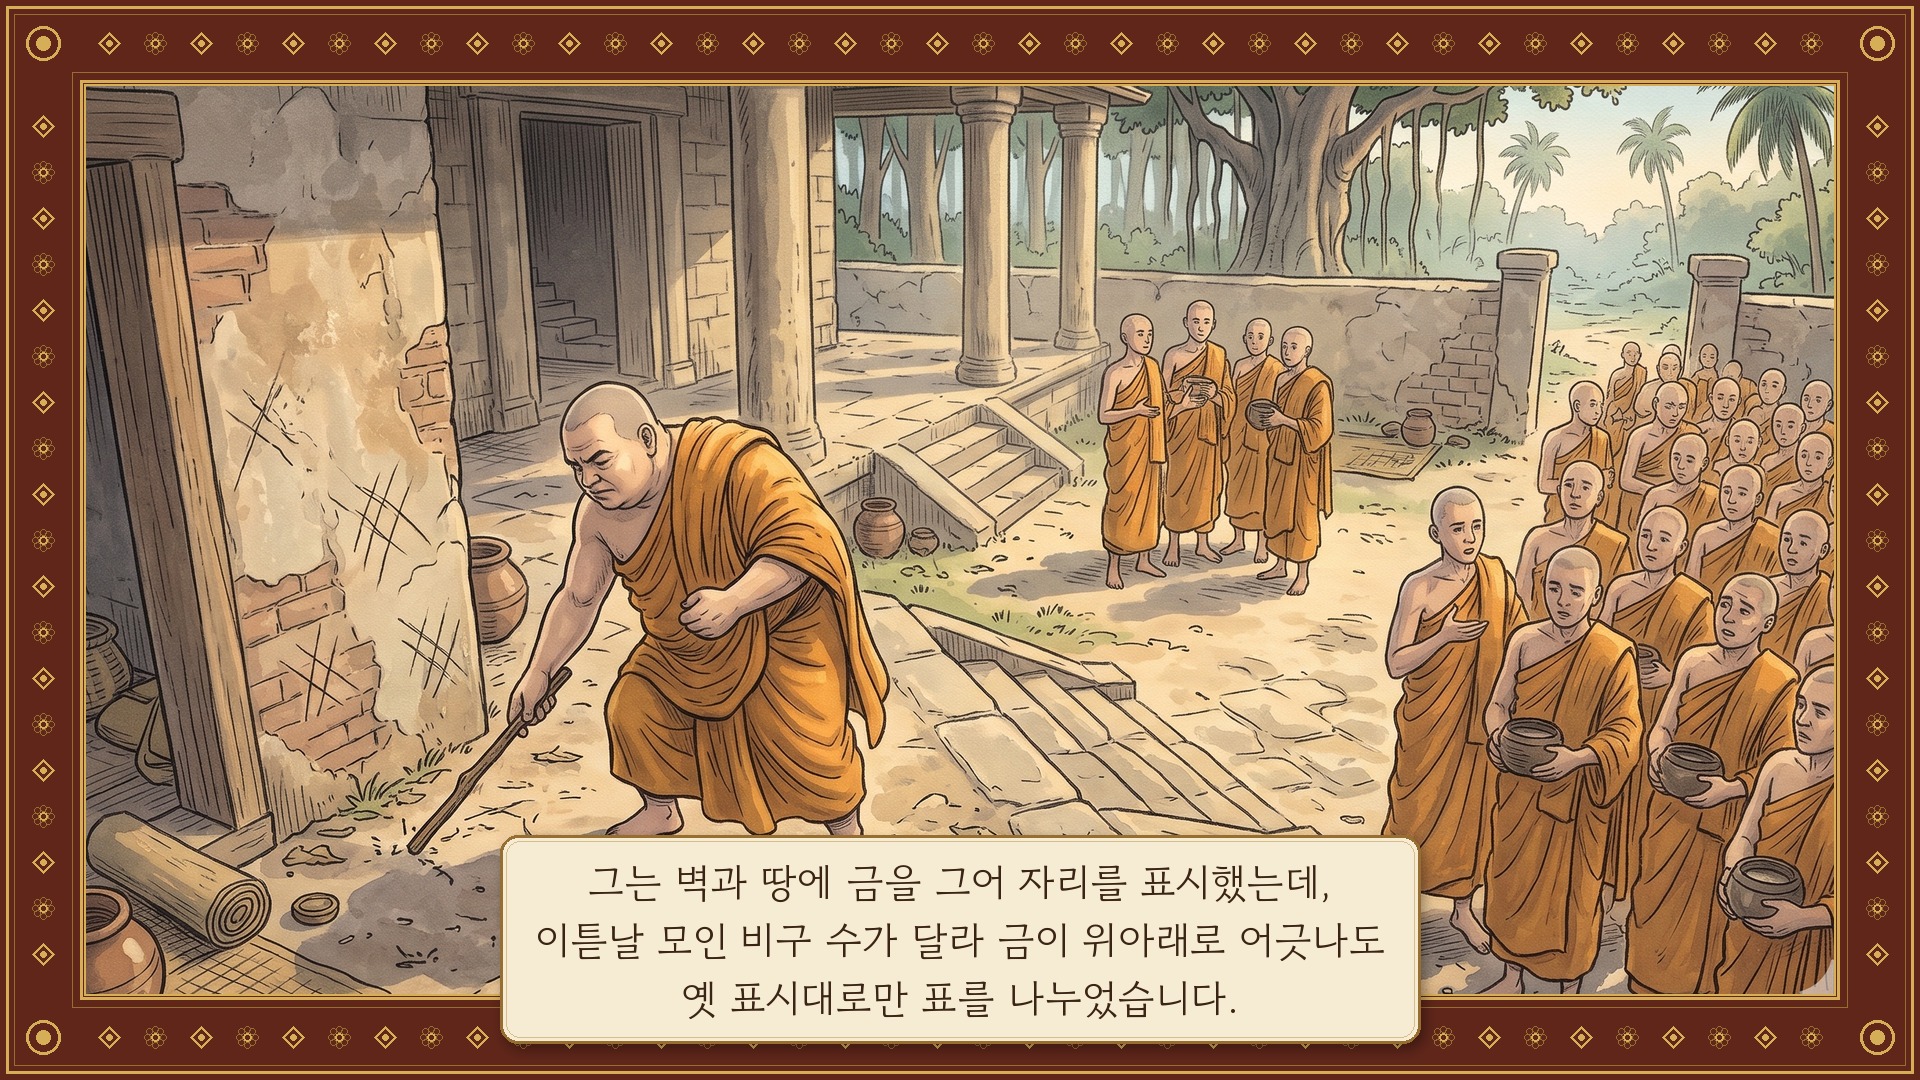 그는 벽과 땅에 금을 그어 자리를 표시했는데,
이튿날 모인 비구 수가 달라 금이 위아래로 어긋나도
옛 표시대로만 표를 나누었습니다.